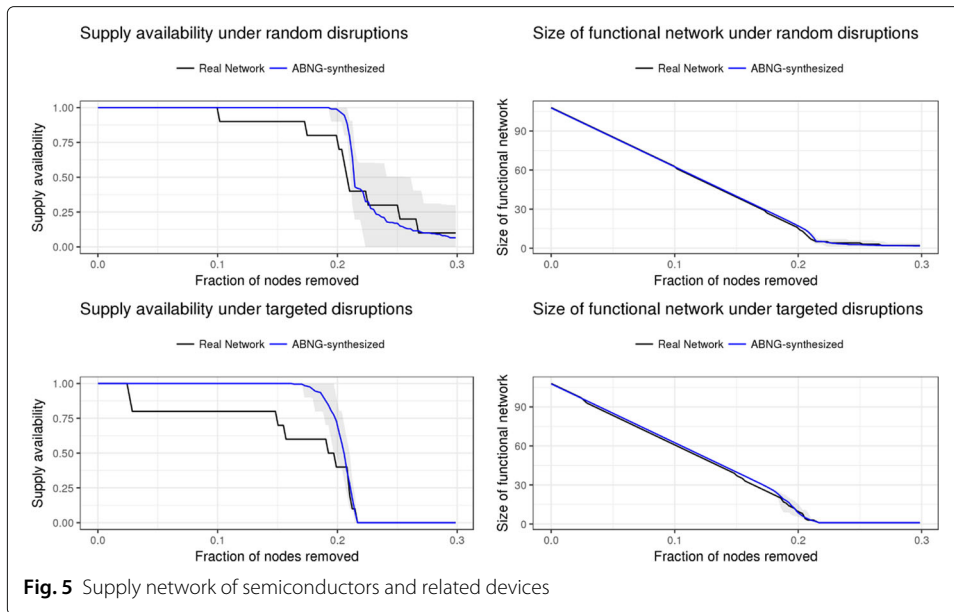 Supply availability under random disruptions
Real Network ABNG-synthesized
Supply availability
1.00
0.75
0.50
0.25
0.00
0.0 0.1 0.2 0.3
Fraction of nodes removed
Size of functional network under random disruptions
Real Network ABNG-synthesized
Size of functional network
90
60
30
0
0.0 0.1 0.2 0.3
Fraction of nodes removed
Supply availability under targeted disruptions
Real Network ABNG-synthesized
Supply availability
1.00
0.75
0.50
0.25
0.00
0.0 0.1 0.2 0.3
Fraction of nodes removed
Size of functional network under targeted disruptions
Real Network ABNG-synthesized
Size of functional network
90
60
30
0
0.0 0.1 0.2 0.3
Fraction of nodes removed
Fig. 5 Supply network of semiconductors and related devices